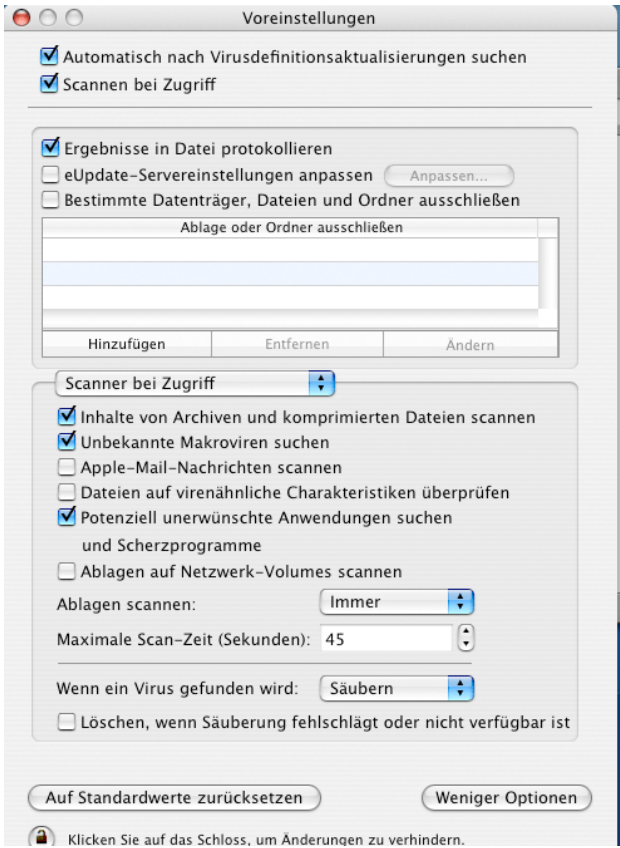 Voreinstellungen
Automatisch nach Virusdefinitionsaktualisierungen suchen
Scannen bei Zugriff
Ergebnisse in Datei protokollieren
eUpdate-Servereinstellungen anpassen Anpassen...
Bestimmte Datenträger, Dateien und Ordner ausschließen
Ablage oder Ordner ausschließen
Hinzufügen Entfernen Ändern
Scanner bei Zugriff
Inhalte von Archiven und komprimierten Dateien scannen
Unbekannte Makroviren suchen
Apple-Mail-Nachrichten scannen
Dateien auf virenähnliche Charakteristiken überprüfen
Potenziell unerwünschte Anwendungen suchen
und Scherzprogramme
Ablagen auf Netzwerk-Volumes scannen
Ablagen scannen: Immer
Maximale Scan-Zeit (Sekunden): 45
Wenn ein Virus gefunden wird: Säubern
Löschen, wenn Säuberung fehlschlägt oder nicht verfügbar ist
Auf Standardwerte zurücksetzen Weniger Optionen
Klicken Sie auf das Schloss, um Änderungen zu verhindern.